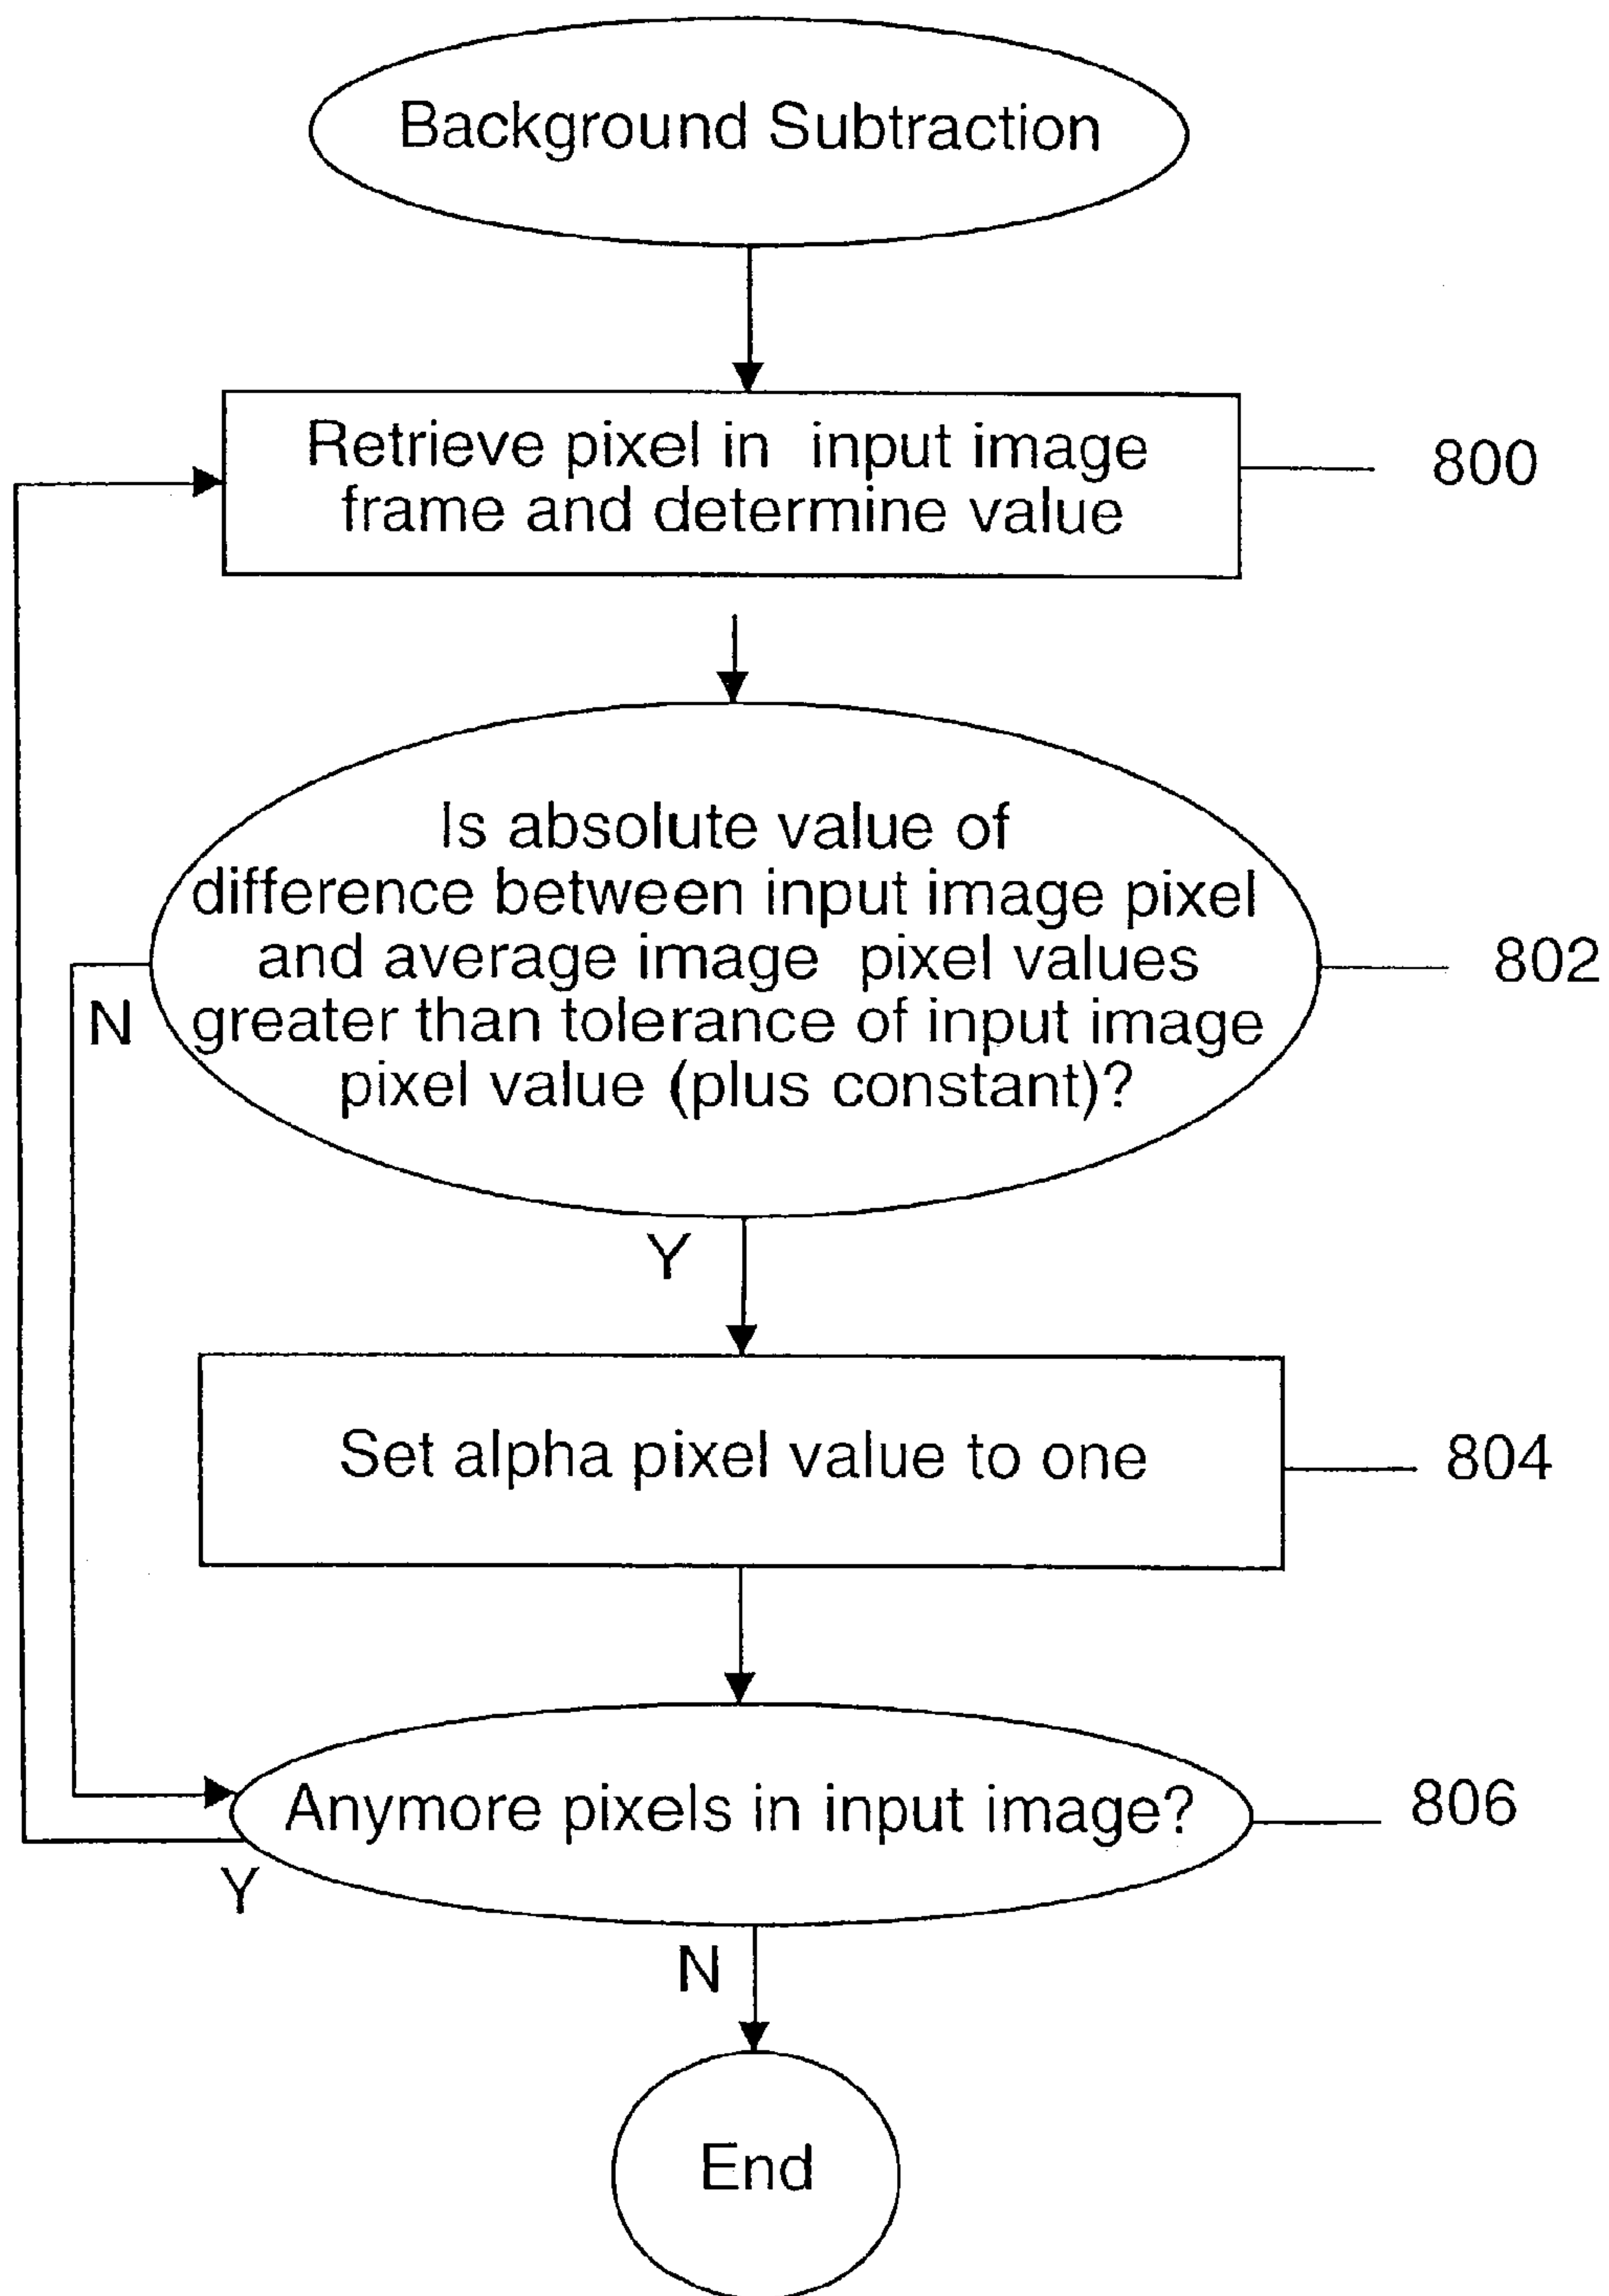 Background Subtraction
Retrieve pixel in input image
frame and determine value
800
Is absolute value of
difference between input image pixel
and average image pixel values
greater than tolerance of input image
pixel value (plus constant)?
802
N
Y
Set alpha pixel value to one
804
Anymore pixels in input image?
806
Y
N
End